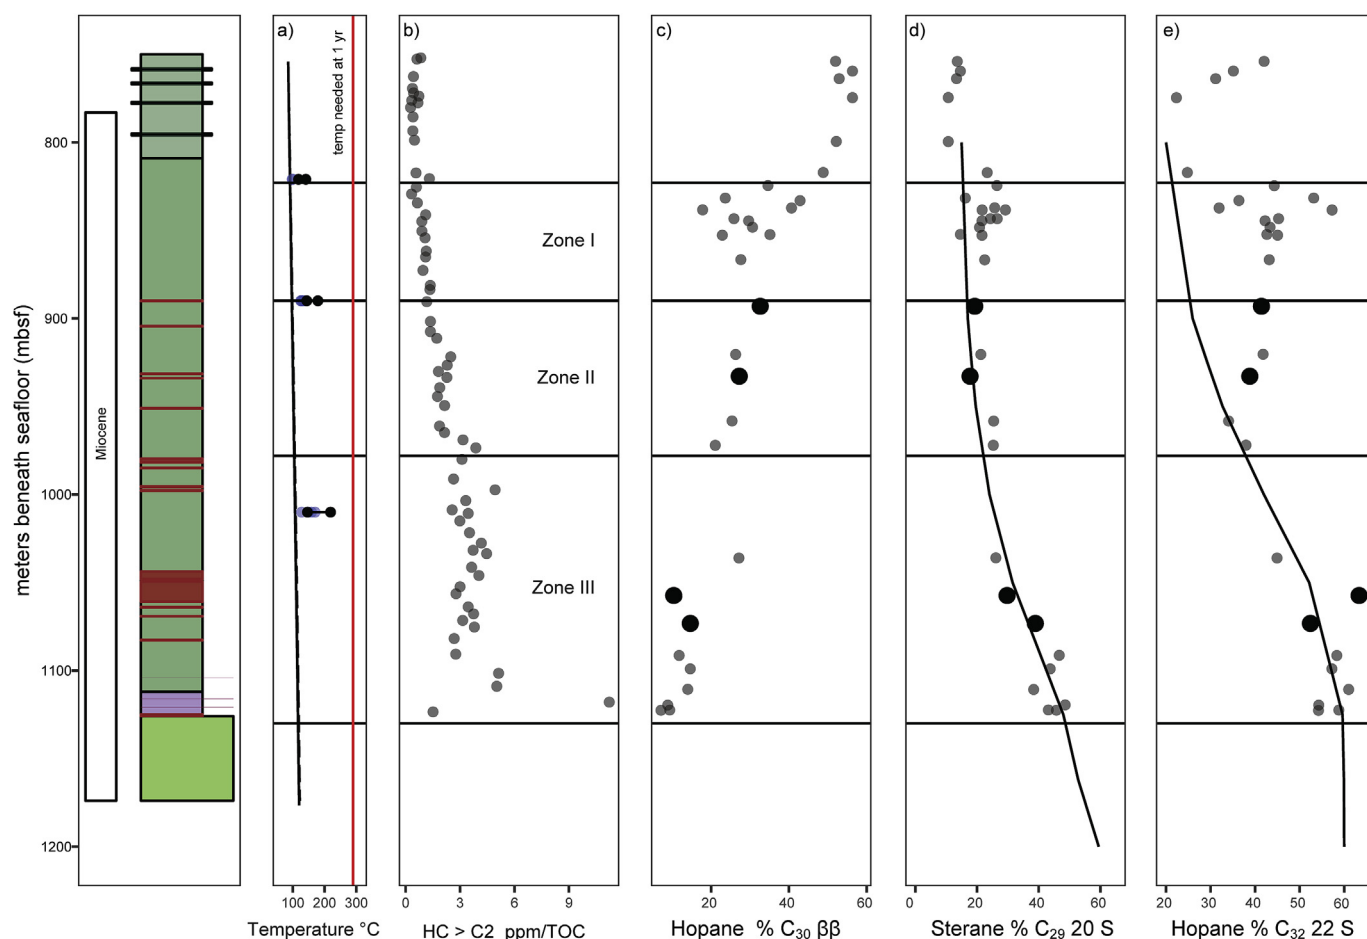 a)
b)
c)
d)
e)
temp needed at 1 yr
800
900
1000
1100
1200
meters beneath seafloor (mbsf)
Miocene
Zone I
Zone II
Zone III
100 200 300
0 3 6 9
20 40 60
0 20 40 60
20 30 40 50 60
Temperature °C
HC > C2 ppm/TOC
Hopane % C₃₀ ββ
Sterane % C₂₉ 20 S
Hopane % C₃₂ 22 S